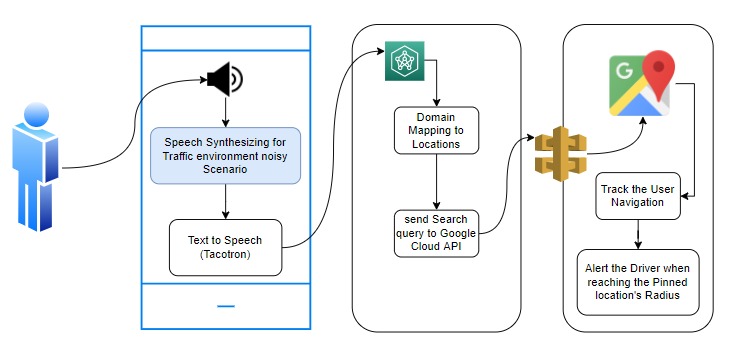 Speech Synthesizing for
Traffic environment noisy
Scenario
Text to Speech
(Tacotron)
Domain
Mapping to
Locations
send Search
query to Google
Cloud API
G
Track the User
Navigation
Alert the Driver when
reaching the Pinned
location's Radius